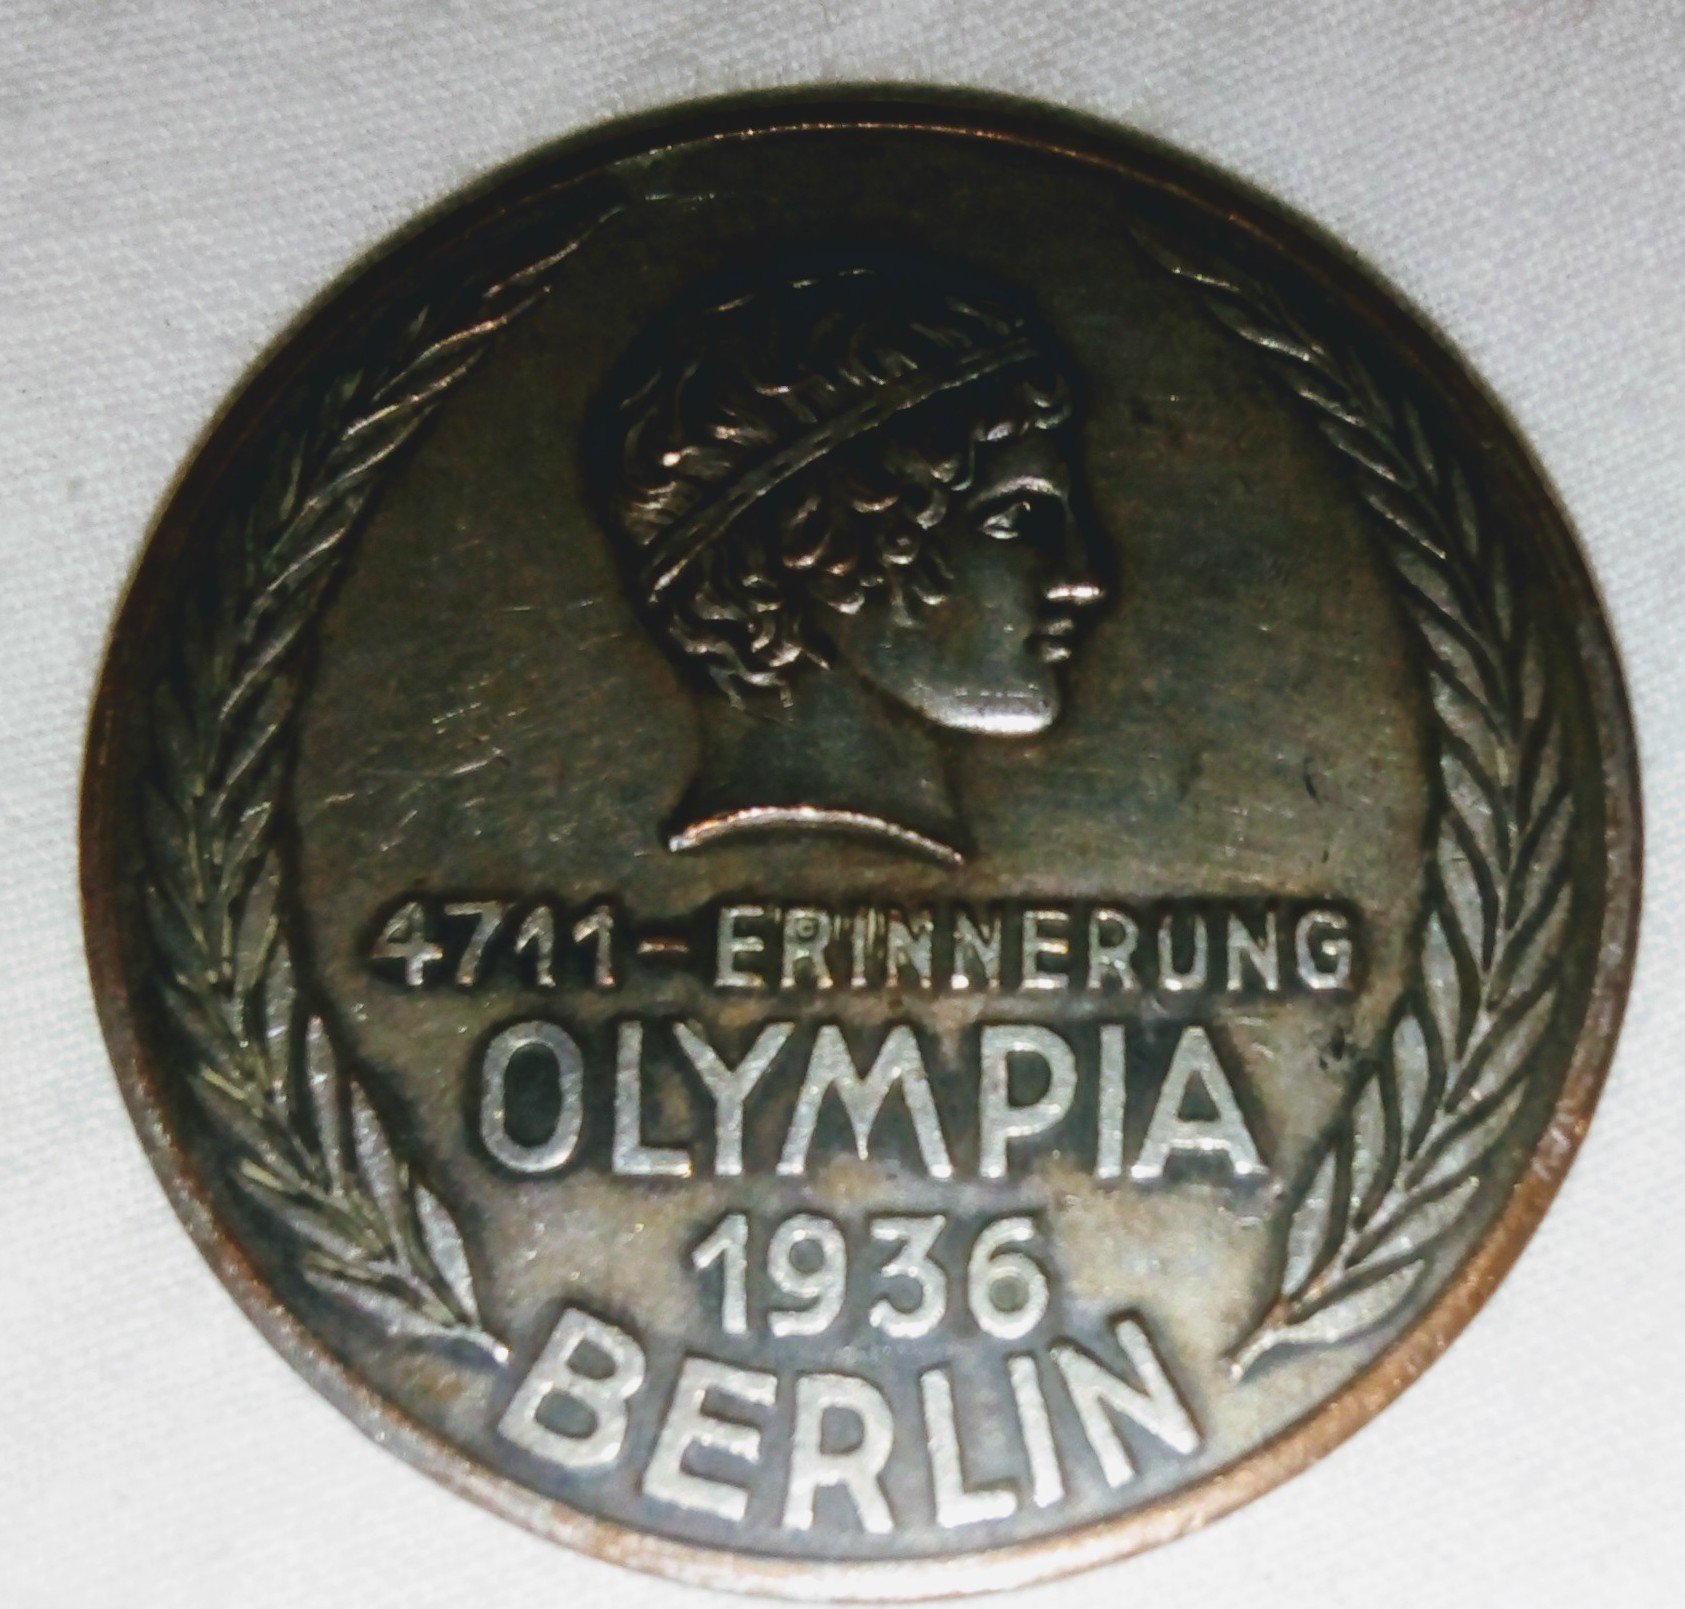 4711-ERINNERUNG
OLYMPIA
1936
BERLIN